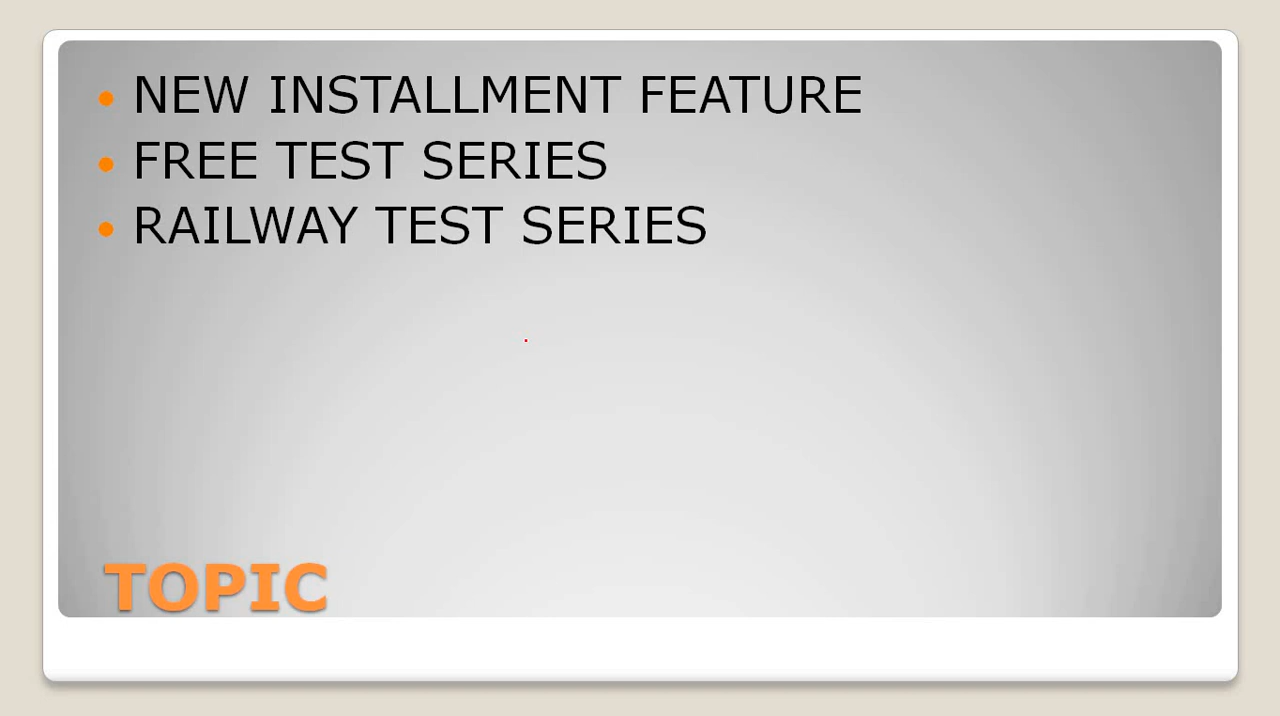 NEW INSTALLMENT FEATURE
FREE TEST SERIES
RAILWAY TEST SERIES
TOPIC